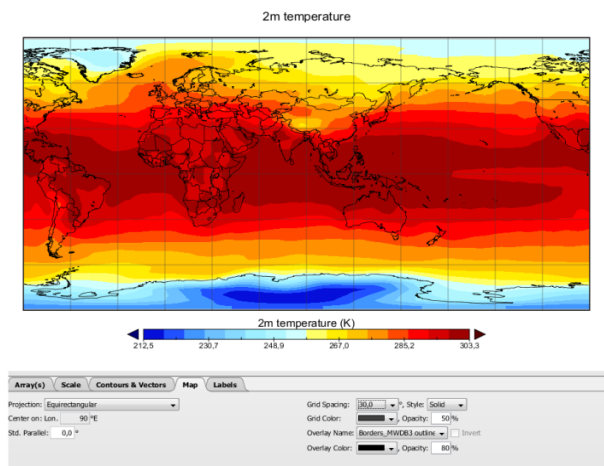 2m temperature
2m temperature (K)
212,5 230,7 248,9 267,0 285,2 303,3
Array(s) Scale Contours & Vectors Map Labels
Projection: Equirectangular
Grid Spacing: 30,0 °, Style: Solid
Center on: Lon. 90 °E
Grid Color: , Opacity: 50 %
Std. Parallel: 0,0 °
Overlay Name: Borders_MWDB3 outline Invert
Overlay Color: , Opacity: 80 %